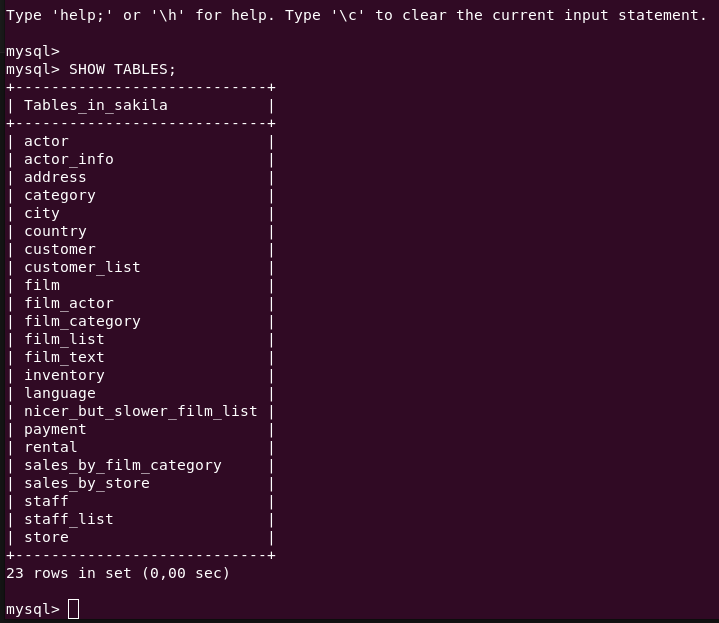 Type 'help;' or '\h' for help. Type '\c' to clear the current input statement.
mysql>
mysql> SHOW TABLES;
+----------------------------+
| Tables_in_sakila           |
+----------------------------+
| actor                      |
| actor_info                 |
| address                    |
| category                   |
| city                       |
| country                    |
| customer                   |
| customer_list              |
| film                       |
| film_actor                 |
| film_category              |
| film_list                  |
| film_text                  |
| inventory                  |
| language                   |
| nicer_but_slower_film_list |
| payment                    |
| rental                     |
| sales_by_film_category     |
| sales_by_store             |
| staff                      |
| staff_list                 |
| store                      |
+----------------------------+
23 rows in set (0,00 sec)
mysql>